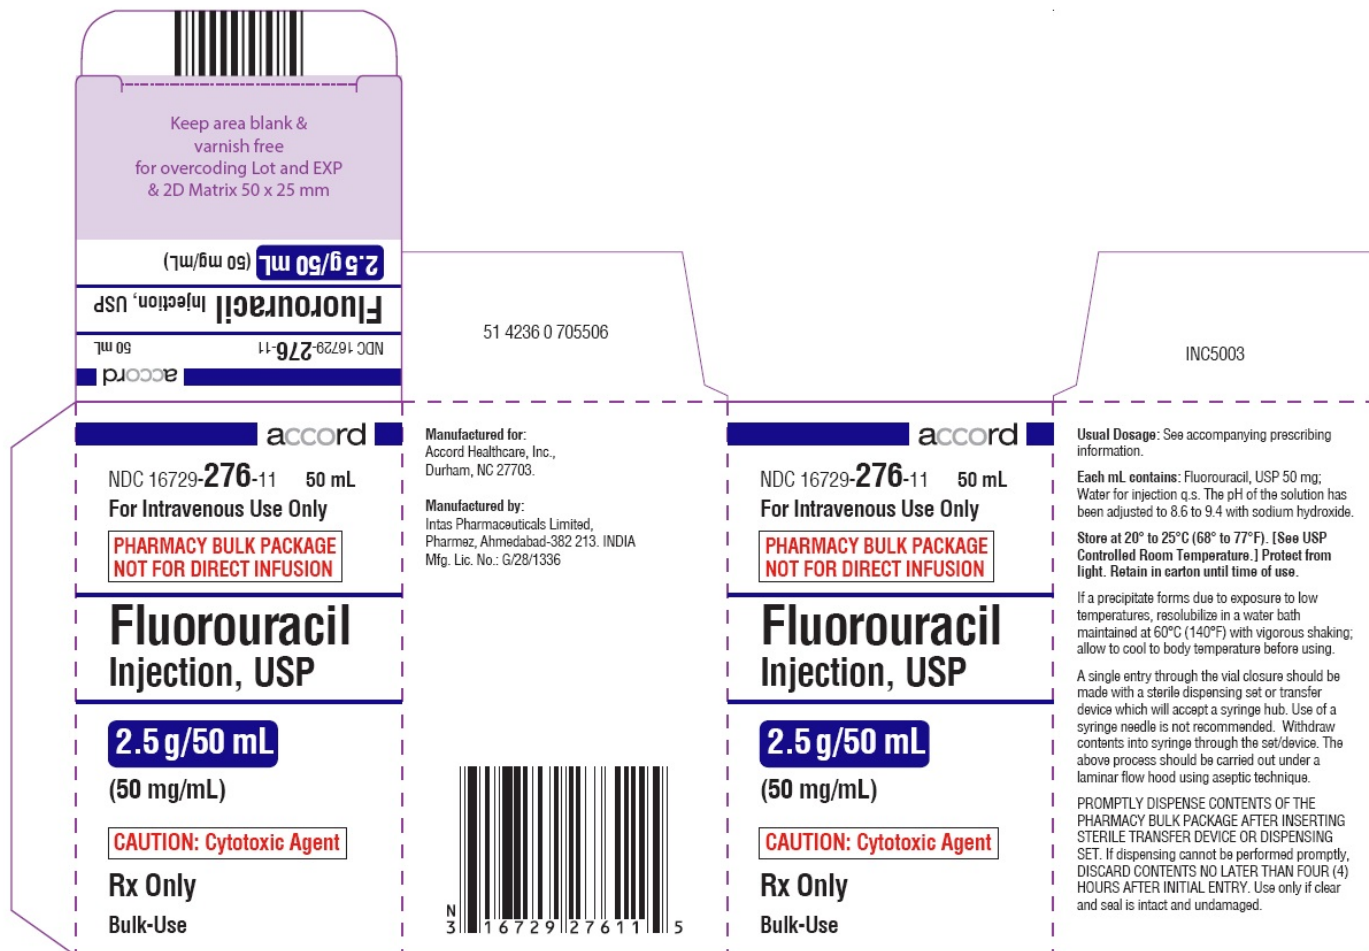 Keep area blank &
varnish free
for overcoding Lot and EXP
& 2D Matrix 50 x 25 mm
accord
NDC 16729-276-11 50 mL
Fluorouracil Injection, USP
2.5 g/50 mL (50 mg/mL)
51 4236 0 705506
INC5003
accord
NDC 16729-276-11 50 mL
For Intravenous Use Only
PHARMACY BULK PACKAGE
NOT FOR DIRECT INFUSION
Fluorouracil
Injection, USP
2.5 g/50 mL
(50 mg/mL)
CAUTION: Cytotoxic Agent
Rx Only
Bulk-Use
Manufactured for:
Accord Healthcare, Inc.,
Durham, NC 27703.
Manufactured by:
Intas Pharmaceuticals Limited,
Pharmez, Ahmedabad-382 213. INDIA
Mfg. Lic. No.: G/28/1336
N
3 16729 27611 5
accord
NDC 16729-276-11 50 mL
For Intravenous Use Only
PHARMACY BULK PACKAGE
NOT FOR DIRECT INFUSION
Fluorouracil
Injection, USP
2.5 g/50 mL
(50 mg/mL)
CAUTION: Cytotoxic Agent
Rx Only
Bulk-Use
Usual Dosage: See accompanying prescribing
information.
Each mL contains: Fluorouracil, USP 50 mg;
Water for injection q.s. The pH of the solution has
been adjusted to 8.6 to 9.4 with sodium hydroxide.
Store at 20° to 25°C (68° to 77°F). [See USP
Controlled Room Temperature.] Protect from
light. Retain in carton until time of use.
If a precipitate forms due to exposure to low
temperatures, resolubilize in a water bath
maintained at 60°C (140°F) with vigorous shaking;
allow to cool to body temperature before using.
A single entry through the vial closure should be
made with a sterile dispensing set or transfer
device which will accept a syringe hub. Use of a
syringe needle is not recommended. Withdraw
contents into syringe through the set/device. The
above process should be carried out under a
laminar flow hood using aseptic technique.
PROMPTLY DISPENSE CONTENTS OF THE
PHARMACY BULK PACKAGE AFTER INSERTING
STERILE TRANSFER DEVICE OR DISPENSING
SET. If dispensing cannot be performed promptly,
DISCARD CONTENTS NO LATER THAN FOUR (4)
HOURS AFTER INITIAL ENTRY. Use only if clear
and seal is intact and undamaged.